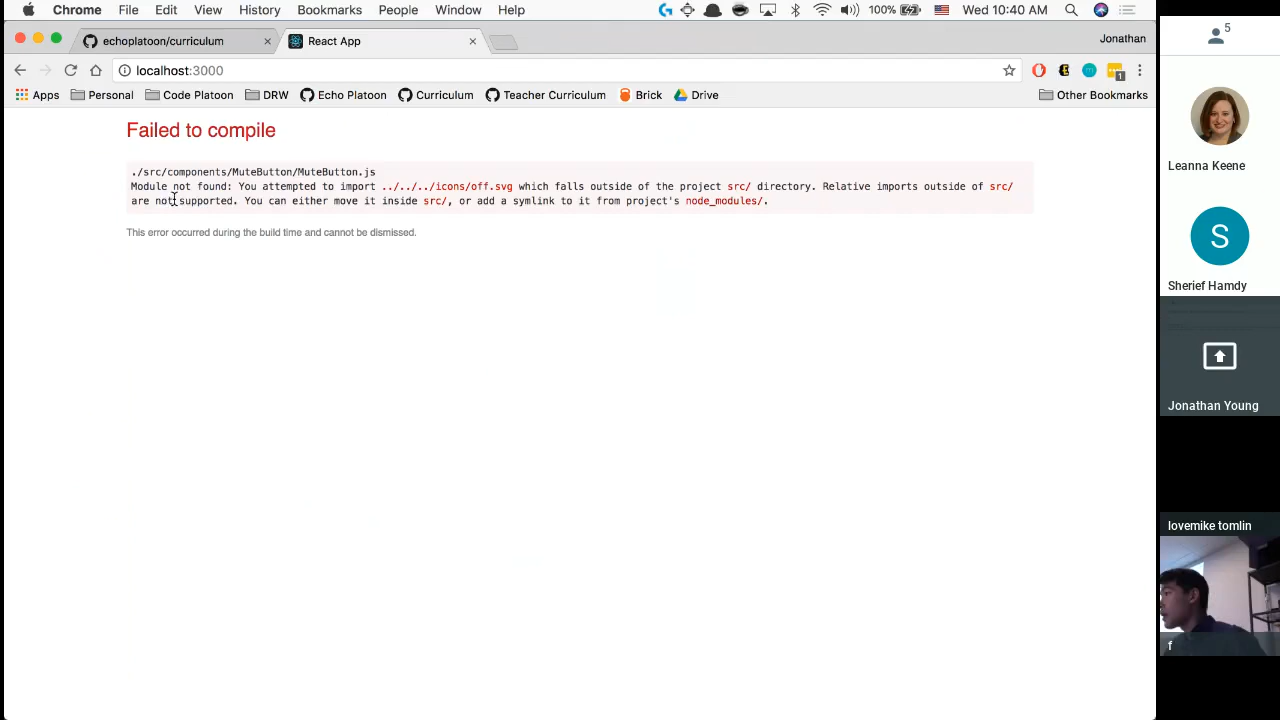 Chrome File Edit View History Bookmarks People Window Help 100% Wed 10:40 AM
echoplatoon/curriculum React App Jonathan
localhost:3000
1
Apps Personal Code Platoon DRW Echo Platoon Curriculum Teacher Curriculum Brick Drive Other Bookmarks
Failed to compile
./src/components/MuteButton/MuteButton.js
Module not found: You attempted to import ../../../icons/off.svg which falls outside of the project src/ directory. Relative imports outside of src/
are not supported. You can either move it inside src/, or add a symlink to it from project's node_modules/.
This error occurred during the build time and cannot be dismissed.
5
Leanna Keene
S
Sherief Hamdy
Jonathan Young
lovemike tomlin
f